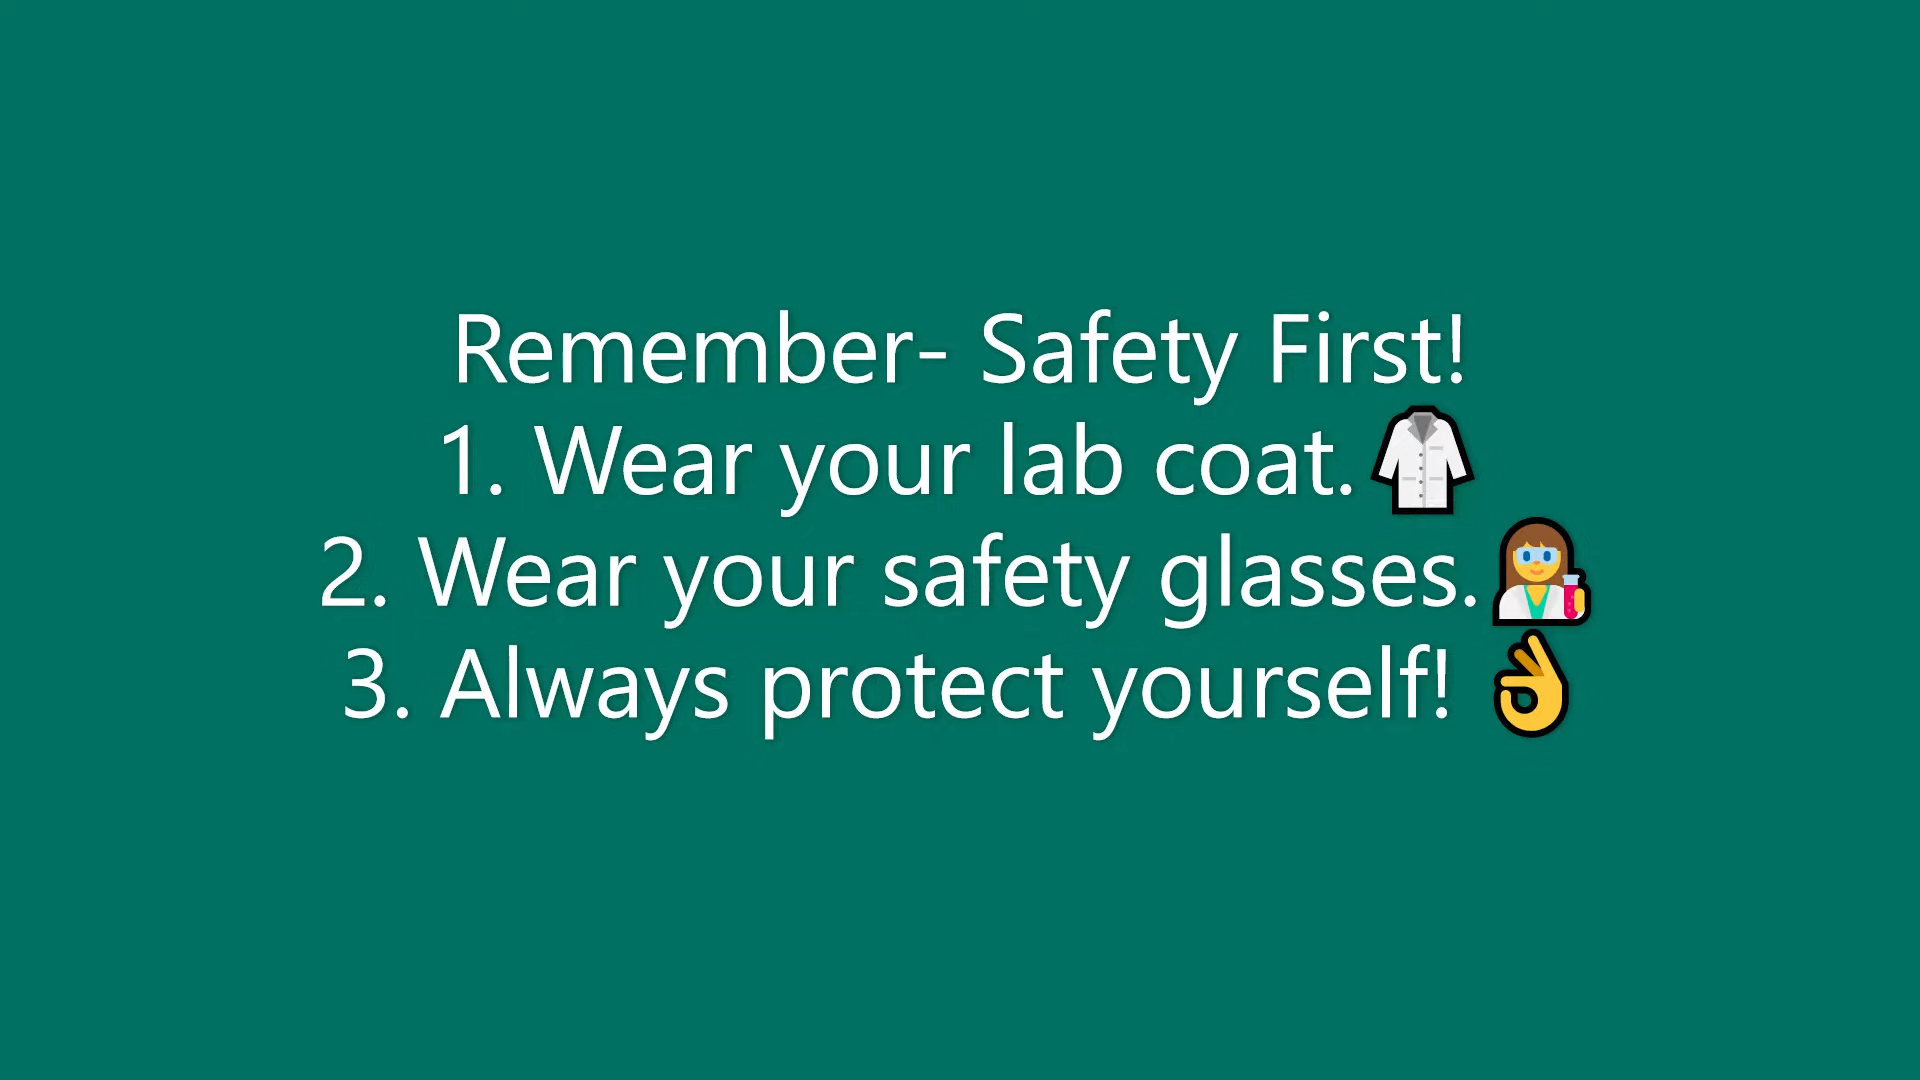 Remember- Safety First!
1. Wear your lab coat.🥼
2. Wear your safety glasses.👩‍🔬
3. Always protect yourself! 👌